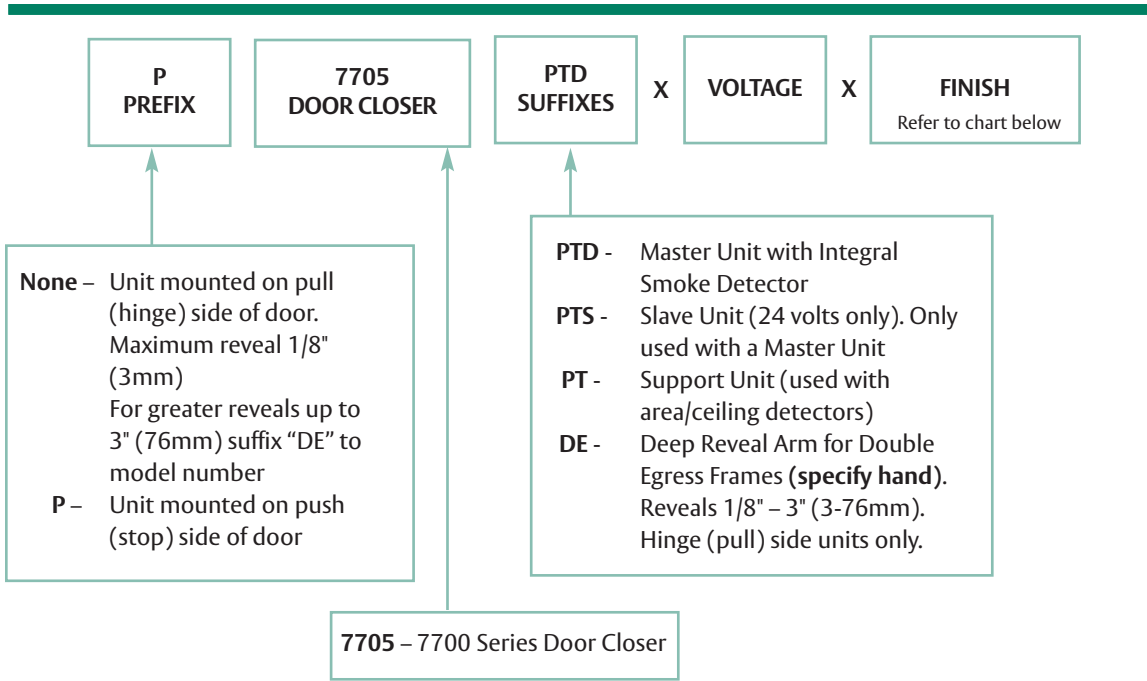 P
PREFIX
7705
DOOR CLOSER
PTD
SUFFIXES
X
VOLTAGE
X
FINISH
Refer to chart below
None – Unit mounted on pull
(hinge) side of door.
Maximum reveal 1/8"
(3mm)
For greater reveals up to
3" (76mm) suffix “DE” to
model number
P – Unit mounted on push
(stop) side of door
PTD - Master Unit with Integral
Smoke Detector
PTS - Slave Unit (24 volts only). Only
used with a Master Unit
PT - Support Unit (used with
area/ceiling detectors)
DE - Deep Reveal Arm for Double
Egress Frames (specify hand).
Reveals 1/8" – 3" (3-76mm).
Hinge (pull) side units only.
7705 – 7700 Series Door Closer